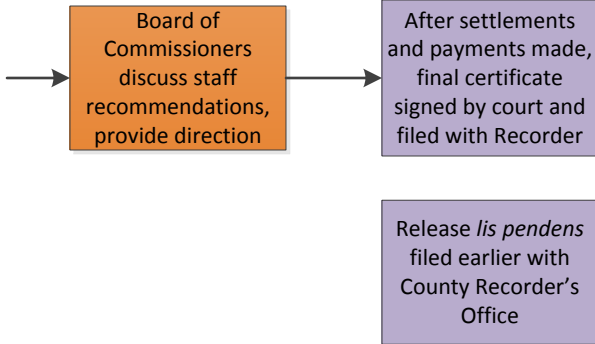 Board of
Commissioners
discuss staff
recommendations,
provide direction
After settlements
and payments made,
final certificate
signed by court and
filed with Recorder
Release lis pendens
filed earlier with
County Recorder’s
Office